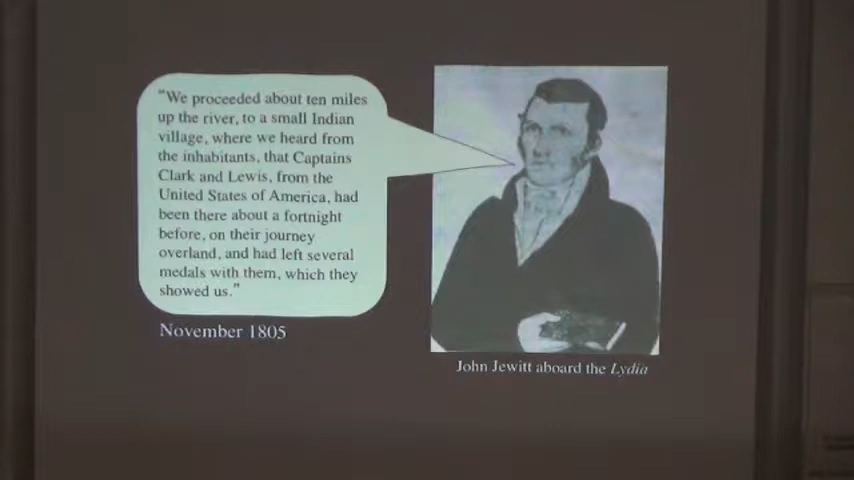 "We proceeded about ten miles
up the river, to a small Indian
village, where we heard from
the inhabitants, that Captains
Clark and Lewis, from the
United States of America, had
been there about a fortnight
before, on their journey
overland, and had left several
medals with them, which they
showed us."
November 1805
John Jewitt aboard the Lydia